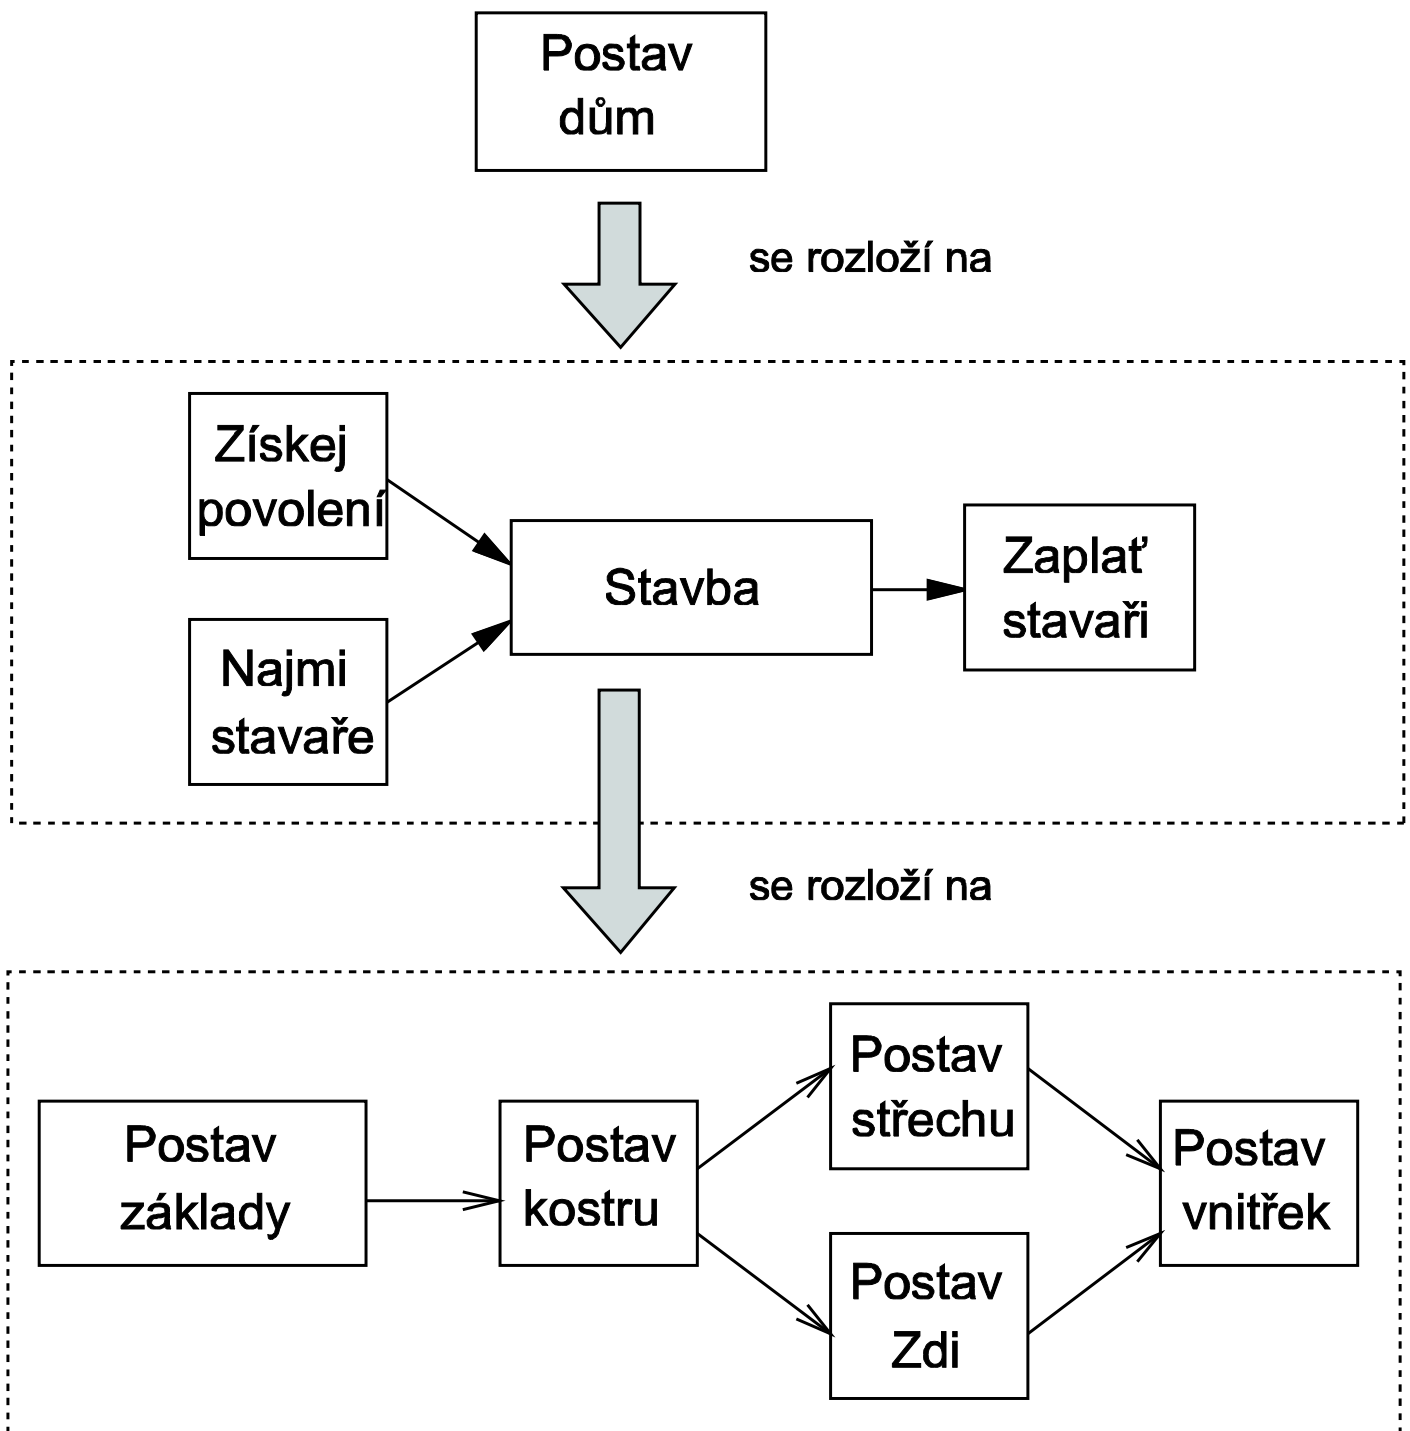 Postav
dům
se rozloží na
Získej
povolení
Najmi
stavaře
Stavba
Zaplať
stavaři
se rozloží na
Postav
základy
Postav
kostru
Postav
střechu
Postav
Zdi
Postav
vnitřek